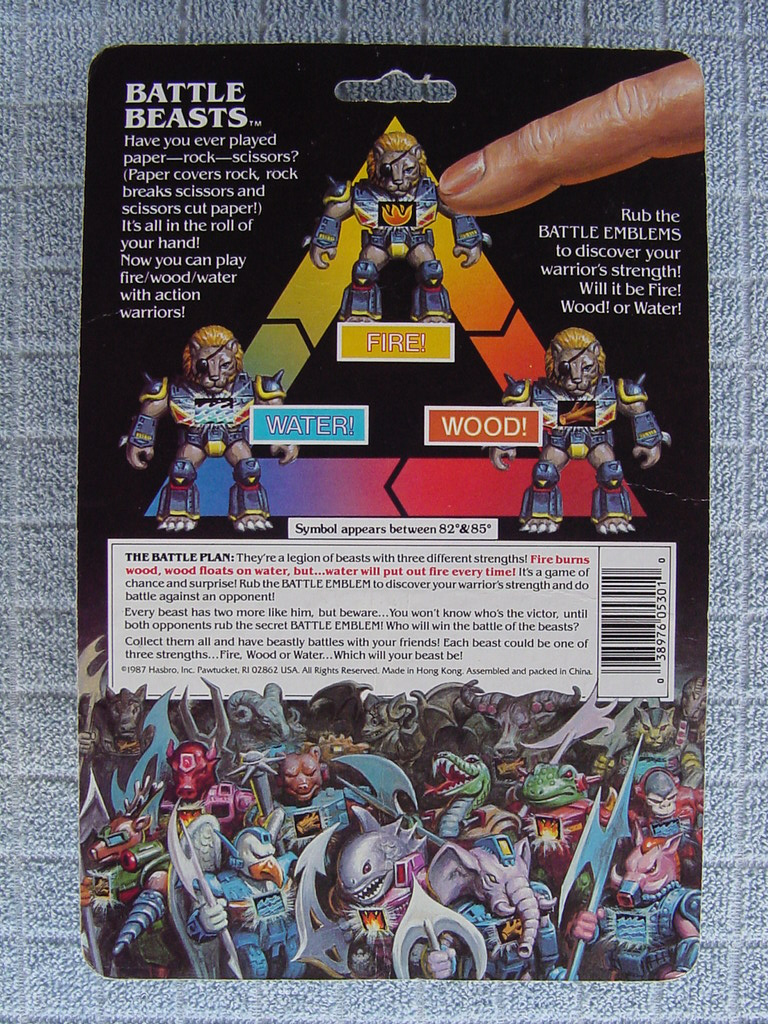 BATTLE
BEASTS™
Have you ever played
paper—rock—scissors?
(Paper covers rock, rock
breaks scissors and
scissors cut paper!)
It's all in the roll of
your hand!
Now you can play
fire/wood/water
with action
warriors!
Rub the
BATTLE EMBLEMS
to discover your
warrior's strength!
Will it be Fire!
Wood! or Water!
FIRE!
WATER!
WOOD!
Symbol appears between 82°&85°
THE BATTLE PLAN: They're a legion of beasts with three different strengths! Fire burns
wood, wood floats on water, but...water will put out fire every time! It's a game of
chance and surprise! Rub the BATTLE EMBLEM to discover your warrior's strength and do
battle against an opponent!
Every beast has two more like him, but beware...You won't know who's the victor, until
both opponents rub the secret BATTLE EMBLEM! Who will win the battle of the beasts?
Collect them all and have beastly battles with your friends! Each beast could be one of
three strengths...Fire, Wood or Water...Which will your beast be!
©1987 Hasbro, Inc. Pawtucket, RI 02862 USA. All Rights Reserved. Made in Hong Kong. Assembled and packed in China.
0 38976 05301 0